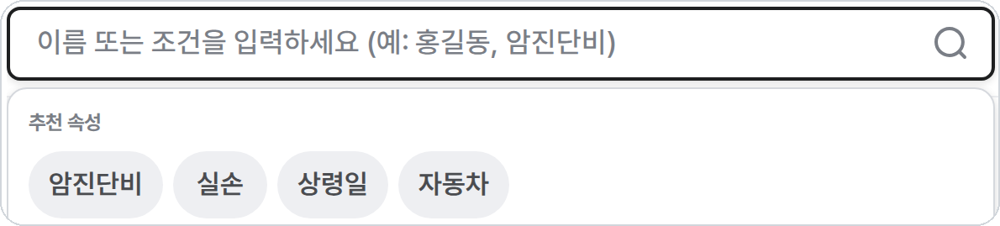 이름 또는 조건을 입력하세요 (예: 홍길동, 암진단비)
추천 속성
암진단비 실손 상령일 자동차